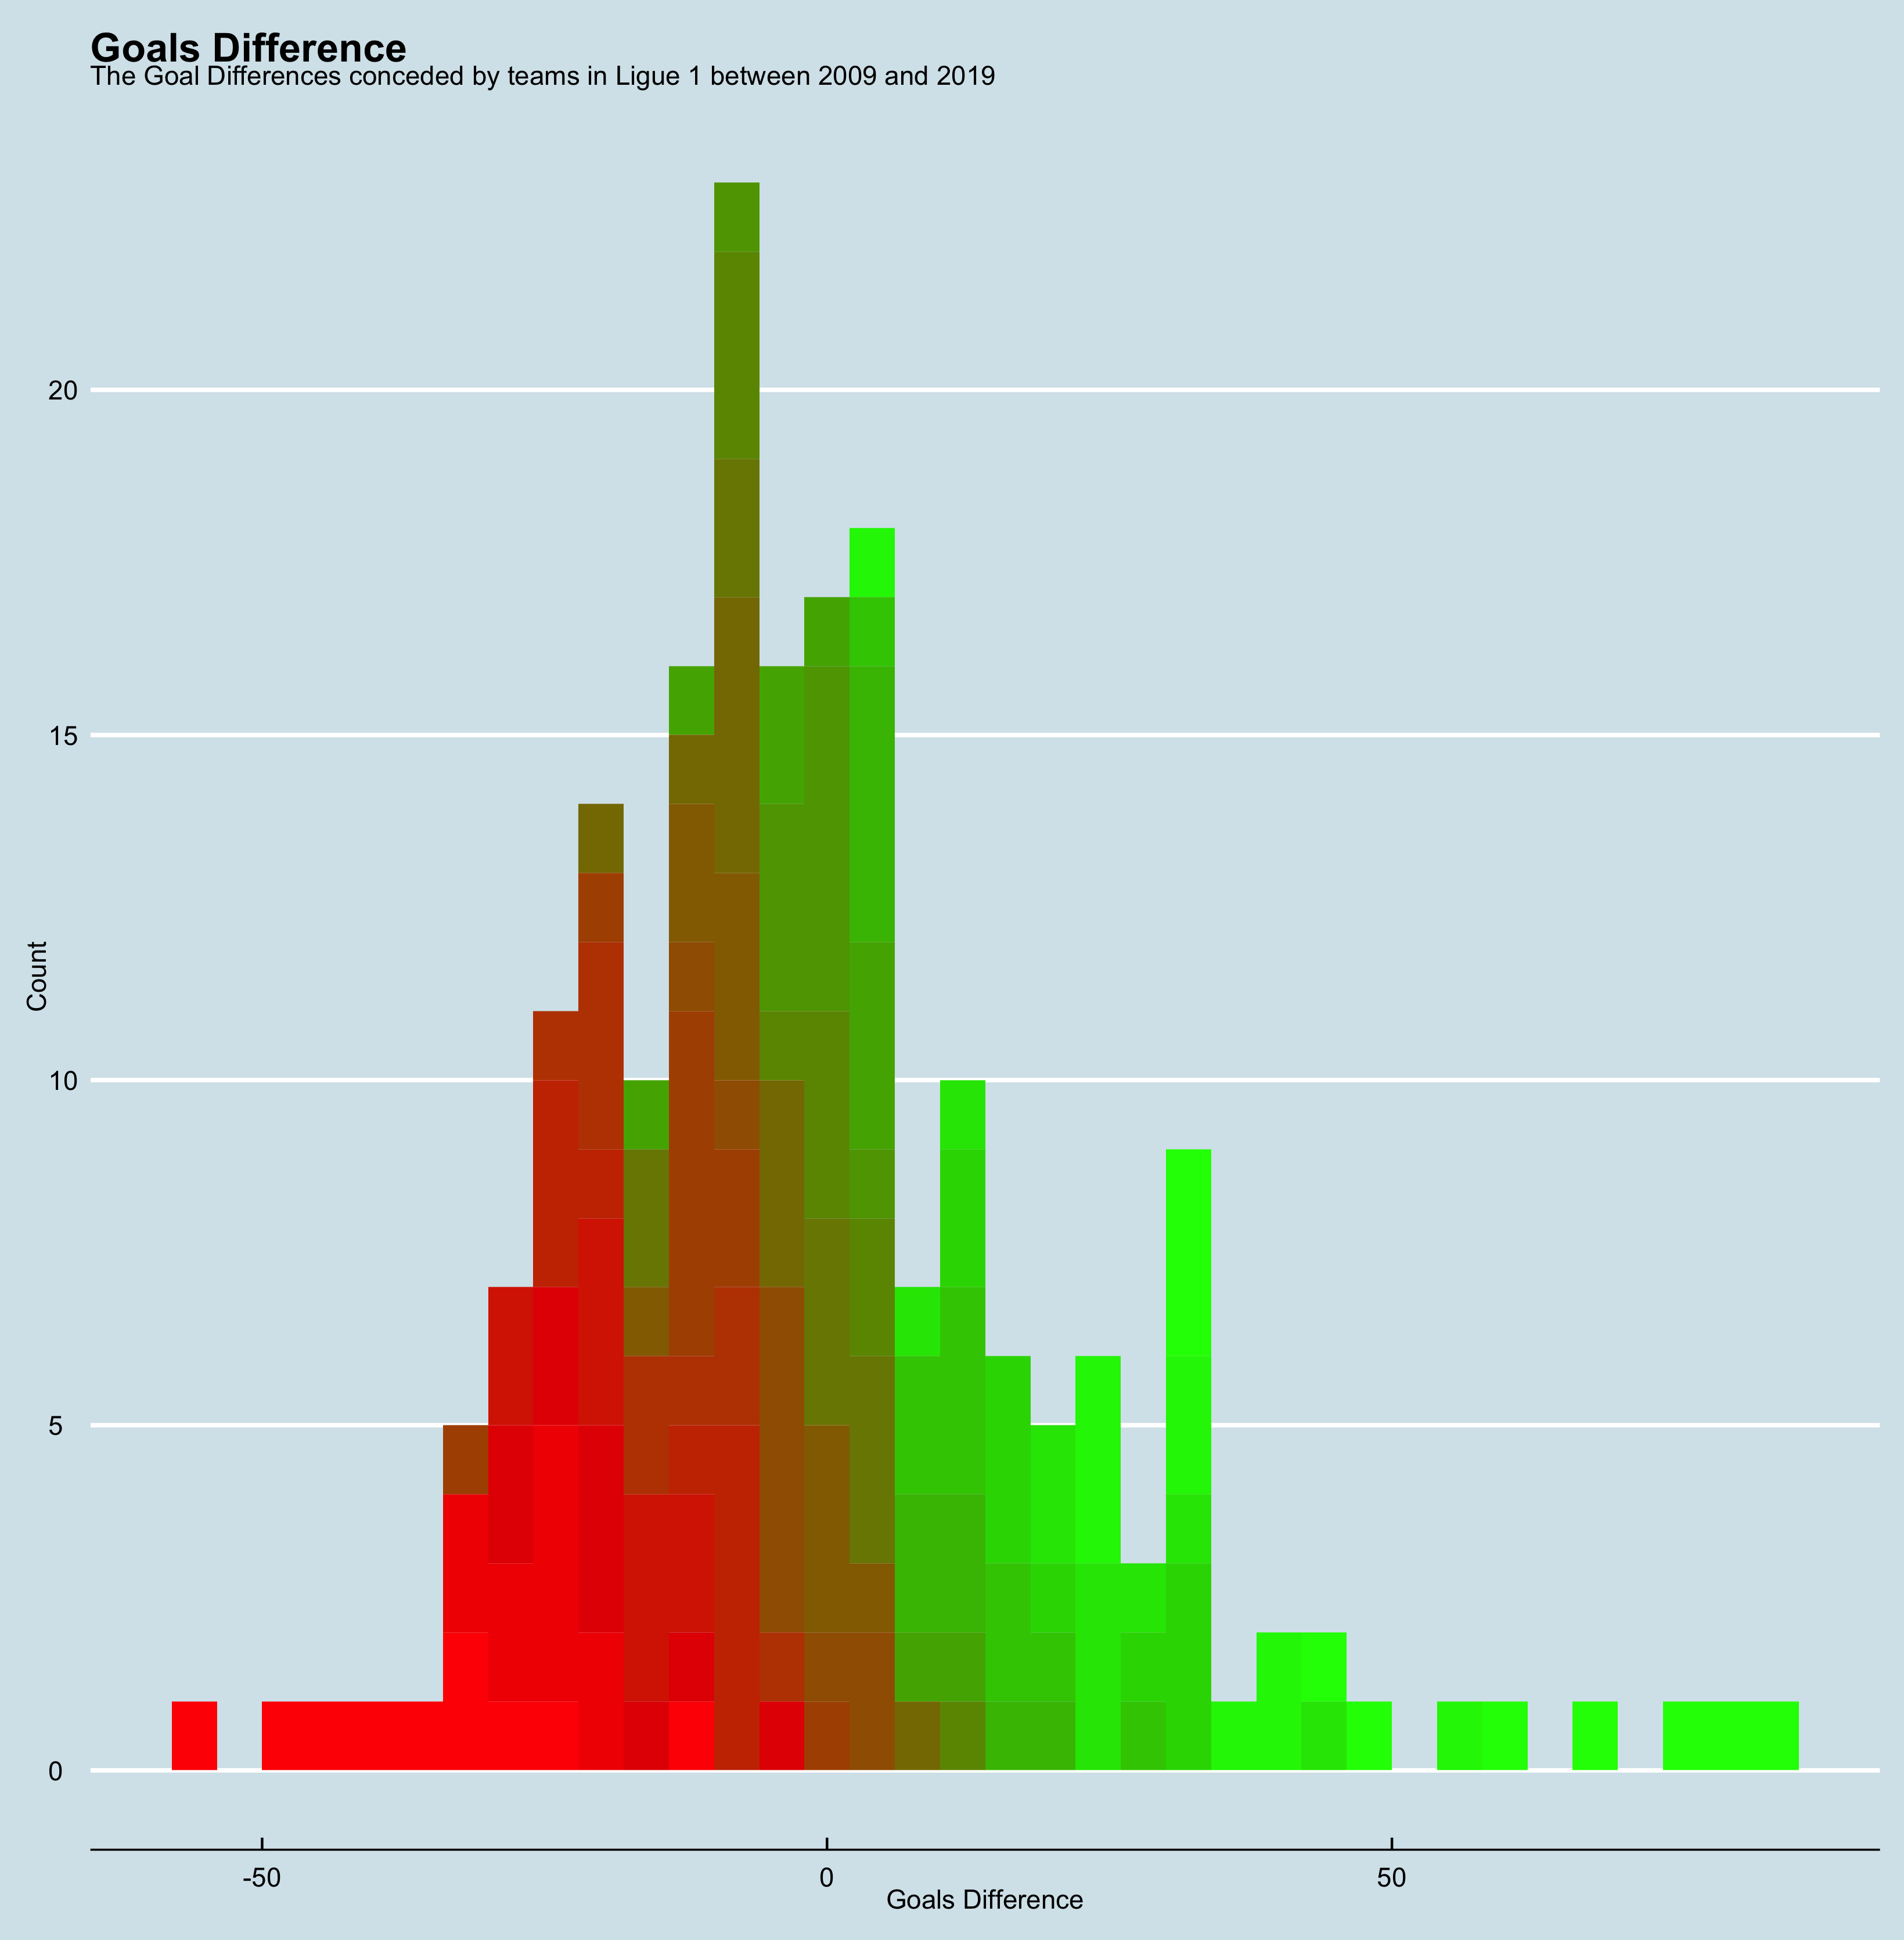 Goals Difference
The Goal Differences conceded by teams in Ligue 1 between 2009 and 2019
20
15
10
5
0
Count
-50
0
50
Goals Difference